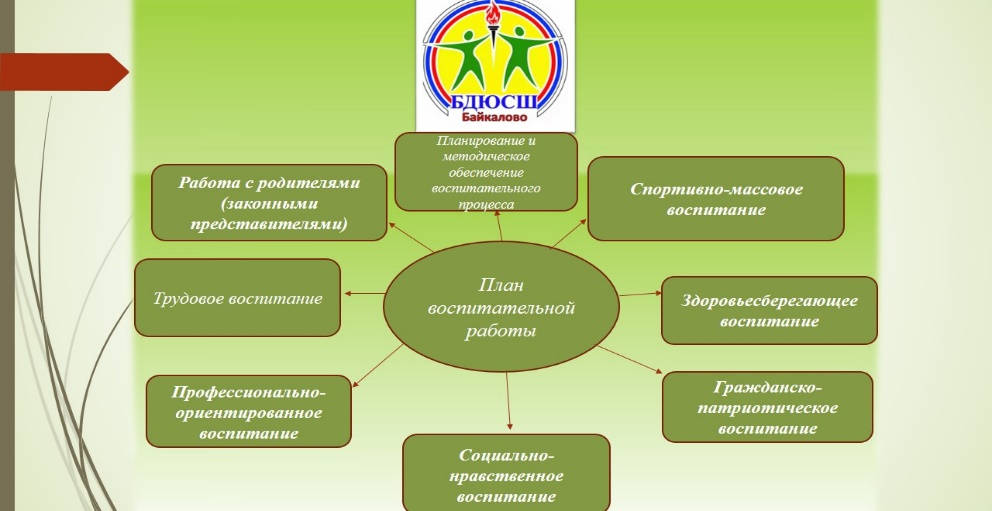 БДЮСШ
Байкалово
Планирование и
методическое
обеспечение
воспитательного
процесса
Работа с родителями
(законными
представителями)
Спортивно-массовое
воспитание
Трудовое воспитание
План
воспитательной
работы
Здоровьесберегающее
воспитание
Профессионально-
ориентированное
воспитание
Гражданско-
патриотическое
воспитание
Социально-
нравственное
воспитание